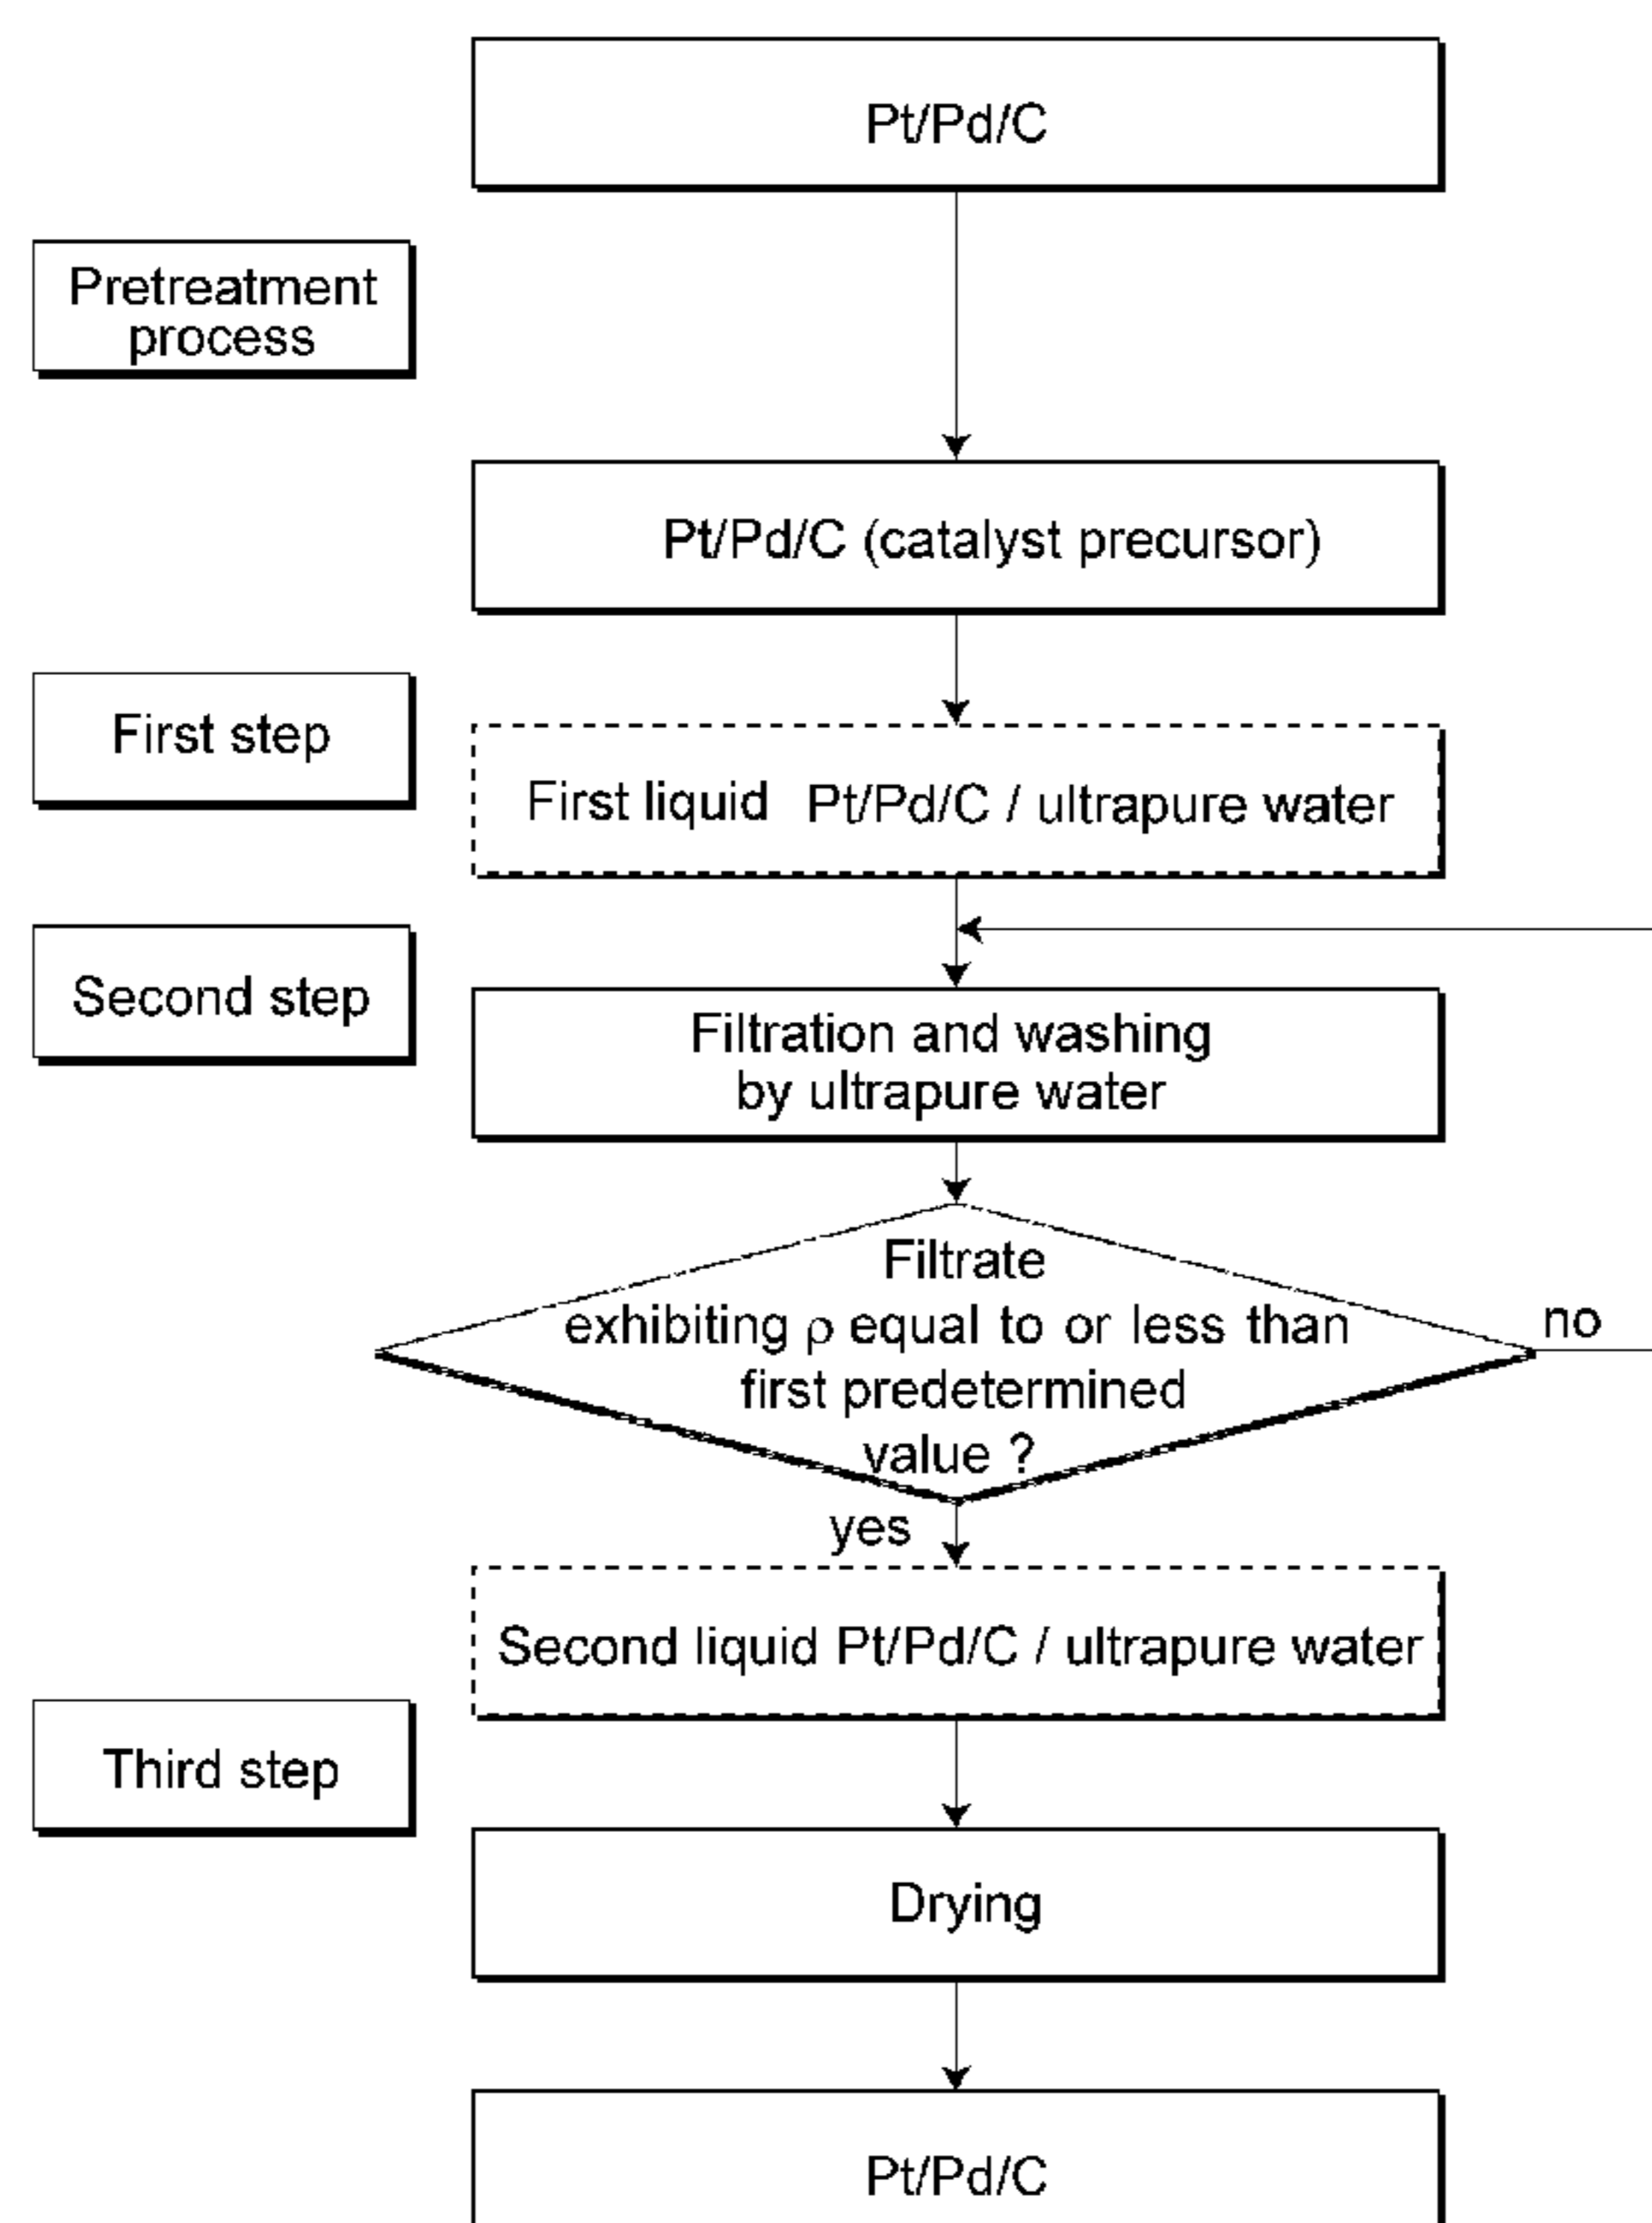 Pt/Pd/C
Pretreatment
process
Pt/Pd/C (catalyst precursor)
First step
First liquid Pt/Pd/C / ultrapure water
Second step
Filtration and washing
by ultrapure water
Filtrate
exhibiting ρ equal to or less than
first predetermined
value ?
no
yes
Second liquid Pt/Pd/C / ultrapure water
Third step
Drying
Pt/Pd/C